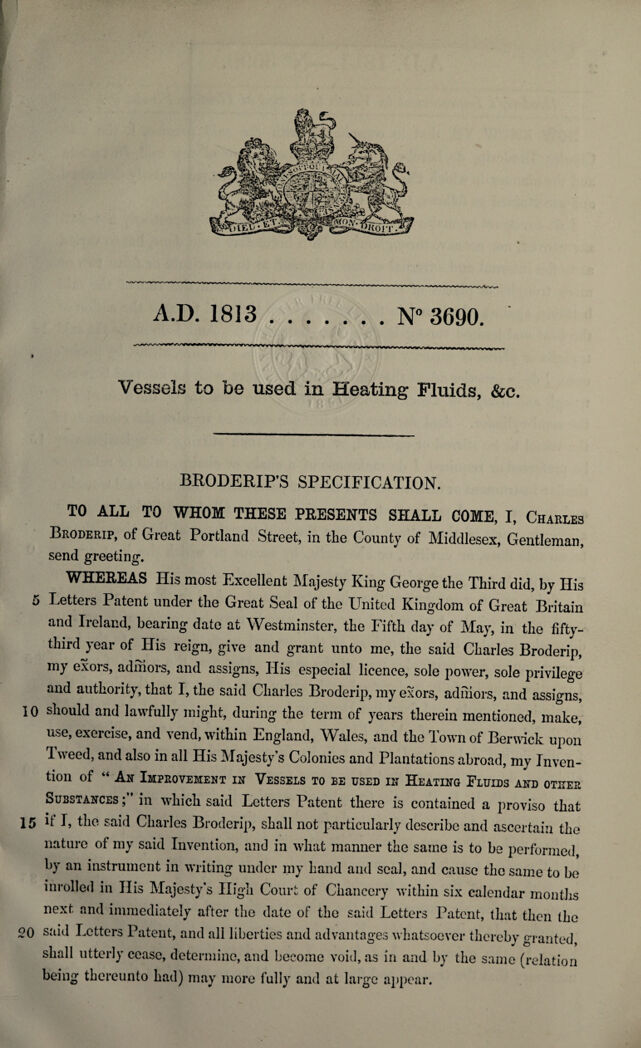 DIEU · ET MON · DROIT ·
A.D. 1813 . . . . . . . N° 3690.
Vessels to be used in Heating Fluids, &c.
BRODERIP'S SPECIFICATION.
TO ALL TO WHOM THESE PRESENTS SHALL COME, I, CHARLES
BRODERIP, of Great Portland Street, in the County of Middlesex, Gentleman,
send greeting.
WHEREAS His most Excellent Majesty King George the Third did, by His
5 Letters Patent under the Great Seal of the United Kingdom of Great Britain
and Ireland, bearing date at Westminster, the Fifth day of May, in the fifty-
third year of His reign, give and grant unto me, the said Charles Broderip,
my exors, admors, and assigns, His especial licence, sole power, sole privilege
and authority, that I, the said Charles Broderip, my exors, admors, and assigns,
10 should and lawfully might, during the term of years therein mentioned, make,
use, exercise, and vend, within England, Wales, and the Town of Berwick upon
Tweed, and also in all His Majesty's Colonies and Plantations abroad, my Inven-
tion of "AN IMPROVEMENT IN VESSELS TO BE USED IN HEATING FLUIDS AND OTHER
SUBSTANCES;" in which said Letters Patent there is contained a proviso that
15 if I, the said Charles Broderip, shall not particularly describe and ascertain the
nature of my said Invention, and in what manner the same is to be performed,
by an instrument in writing under my hand and seal, and cause the same to be
inrolled in His Majesty's High Court of Chancery within six calendar months
next and immediately after the date of the said Letters Patent, that then the
20 said Letters Patent, and all liberties and advantages whatsoever thereby granted,
shall utterly cease, determine, and become void, as in and by the same (relation
being thereunto had) may more fully and at large appear.